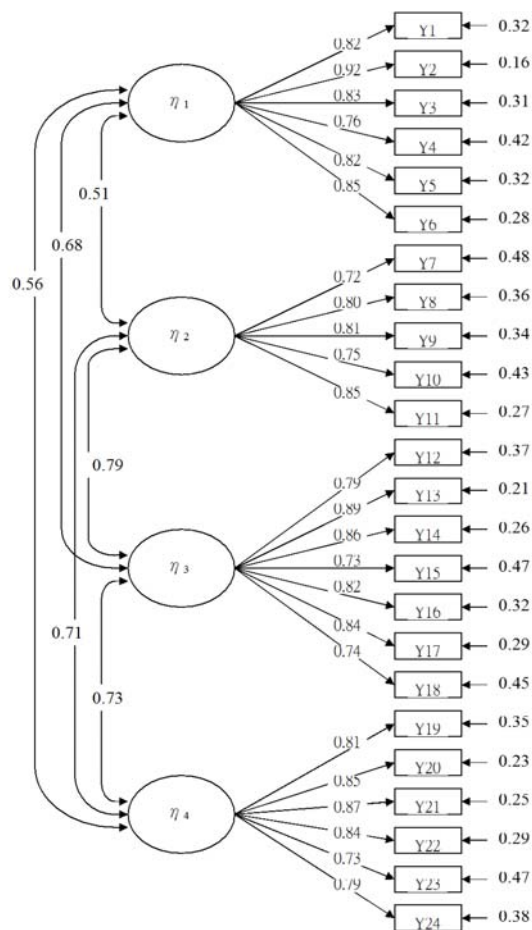 0.82 Y1 0.32
0.92 Y2 0.16
η 1 0.83 Y3 0.31
0.76 Y4 0.42
0.82 Y5 0.32
0.85 Y6 0.28
0.51
0.68
0.56
0.72 Y7 0.48
0.80 Y8 0.36
η 2 0.81 Y9 0.34
0.75 Y10 0.43
0.85 Y11 0.27
0.79
0.79 Y12 0.37
0.89 Y13 0.21
0.86 Y14 0.26
η 3 0.73 Y15 0.47
0.82 Y16 0.32
0.84 Y17 0.29
0.74 Y18 0.45
0.71
0.73
0.81 Y19 0.35
0.85 Y20 0.23
0.87 Y21 0.25
η 4 0.84 Y22 0.29
0.73 Y23 0.47
0.79 Y24 0.38